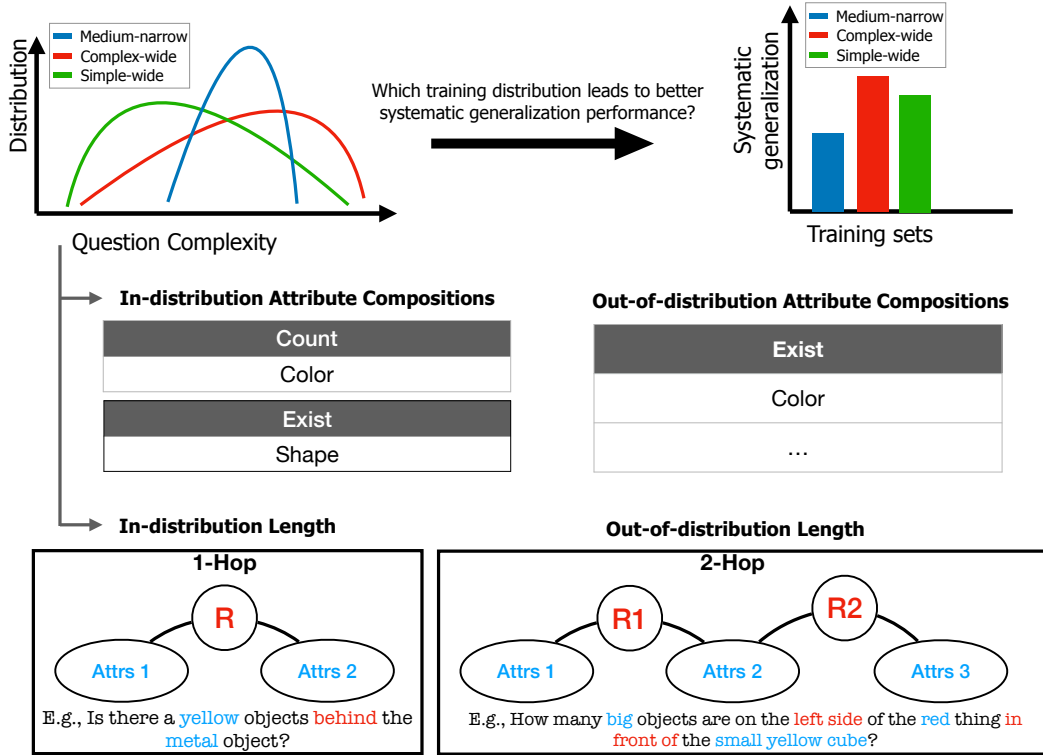 Medium-narrow
Complex-wide
Simple-wide
Distribution
Question Complexity
Which training distribution leads to better
systematic generalization performance?
Medium-narrow
Complex-wide
Simple-wide
Systematic
generalization
Training sets
In-distribution Attribute Compositions
Count
Color
Exist
Shape
Out-of-distribution Attribute Compositions
Exist
Color
...
In-distribution Length
1-Hop
R
Attrs 1
Attrs 2
E.g., Is there a yellow objects behind the
metal object?
Out-of-distribution Length
2-Hop
R1
R2
Attrs 1
Attrs 2
Attrs 3
E.g., How many big objects are on the left side of the red thing in
front of the small yellow cube?